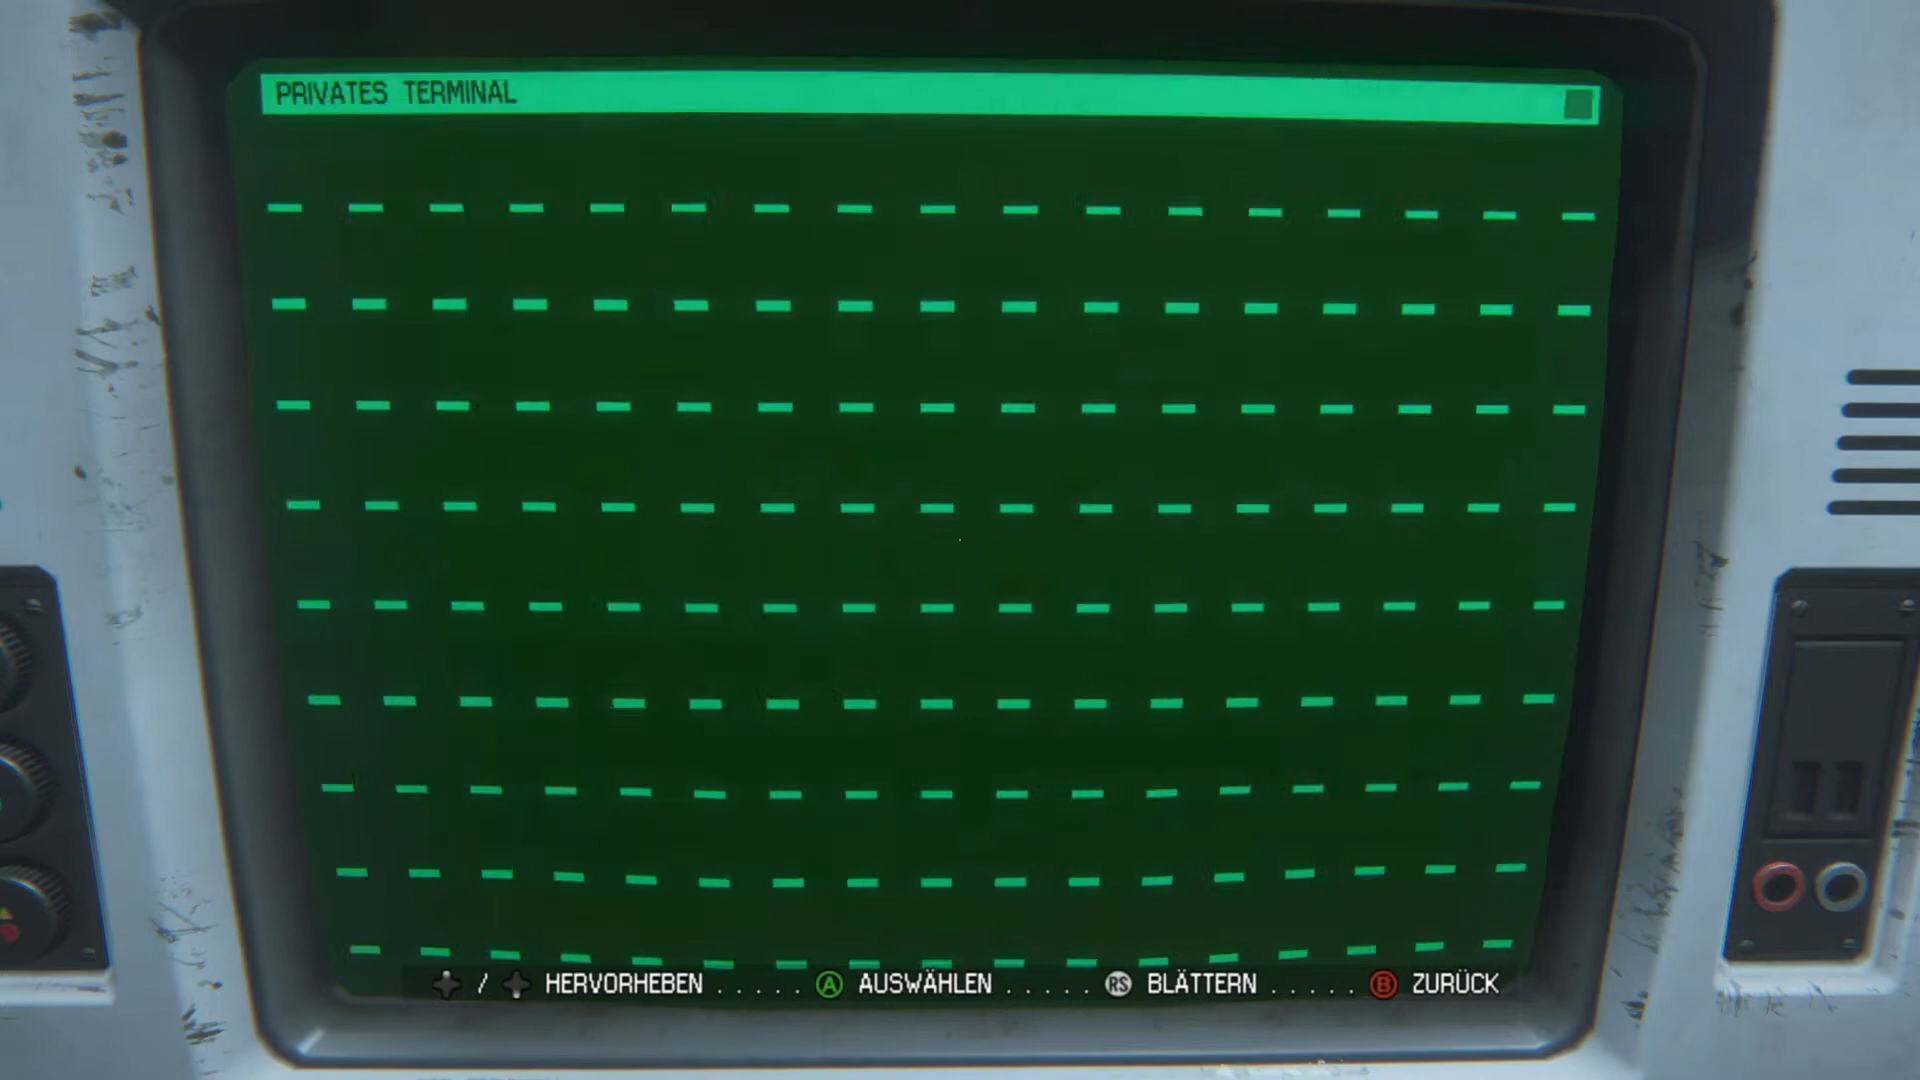 PRIVATES TERMINAL
/ HERVORHEBEN ..... A AUSWÄHLEN ..... RS BLÄTTERN ..... B ZURÜCK